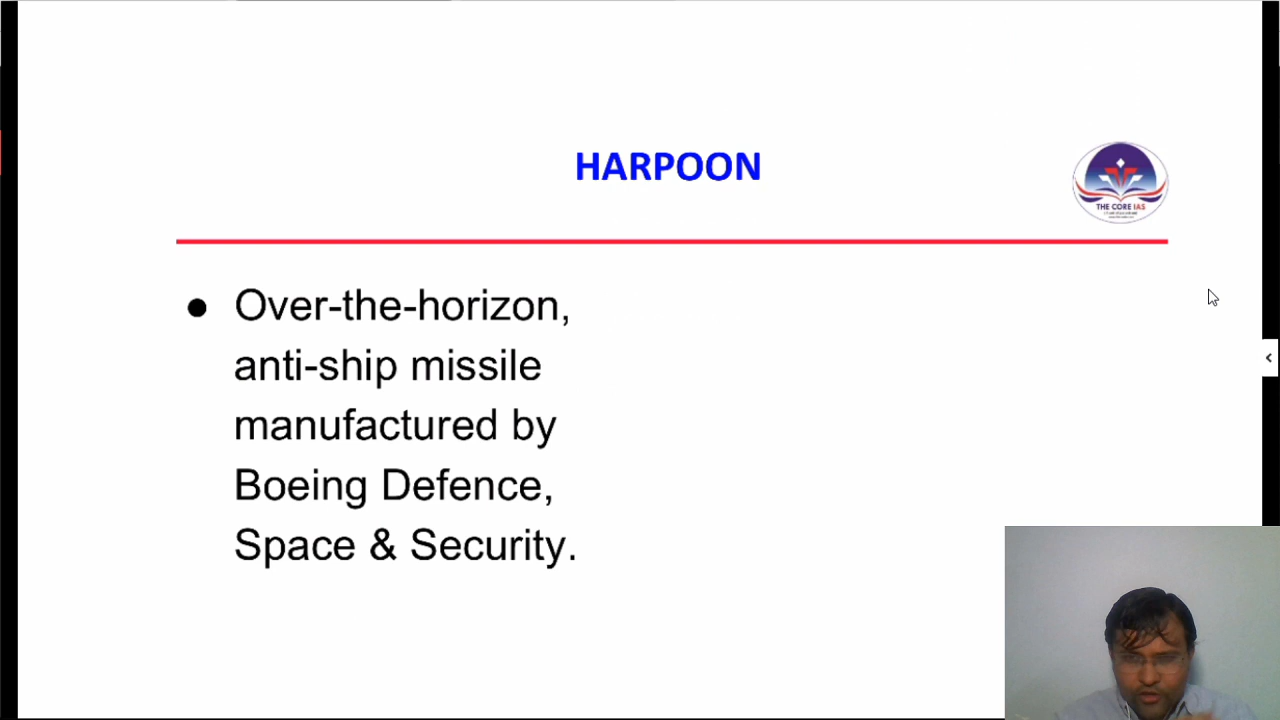 HARPOON
THE CORE IAS
● Over-the-horizon,
anti-ship missile
manufactured by
Boeing Defence,
Space & Security.